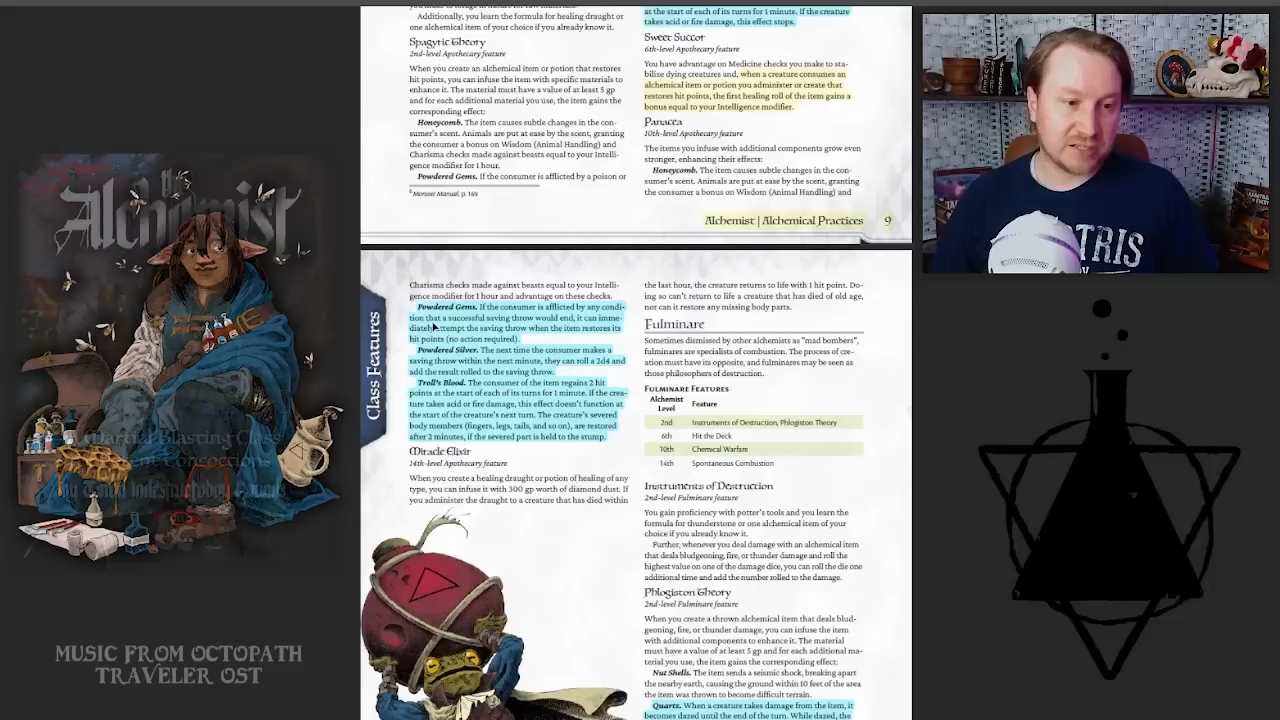 Additionally, you learn the formula for healing draught or
one alchemical item of your choice if you already know it.
Spagyric Theory
2nd-level Apothecary feature
When you create an alchemical item or potion that restores
hit points, you can infuse the item with specific materials to
enhance it. The material must have a value of at least 5 gp
and for each additional material you use, the item gains the
corresponding effect:
Honeycomb. The item causes subtle changes in the con-
sumer's scent. Animals are put at ease by the scent, granting
the consumer a bonus on Wisdom (Animal Handling) and
Charisma checks made against beasts equal to your Intelli-
gence modifier for 1 hour.
Powdered Gems. If the consumer is afflicted by a poison or
Monster Manual, p. 169
at the start of each of its turns for 1 minute. If the creature
takes acid or fire damage, this effect stops.
Sweet Succor
6th-level Apothecary feature
You have advantage on Medicine checks you make to sta-
bilize dying creatures and, when a creature consumes an
alchemical item or potion you administer or create that
restores hit points, the first healing roll of the item gains a
bonus equal to your Intelligence modifier.
Panacea
10th-level Apothecary feature
The items you infuse with additional components grow even
stronger, enhancing their effects:
Honeycomb. The item causes subtle changes in the con-
sumer's scent. Animals are put at ease by the scent, granting
the consumer a bonus on Wisdom (Animal Handling) and
Alchemist | Alchemical Practices 9
Class Features
Charisma checks made against beasts equal to your Intelli-
gence modifier for 1 hour and advantage on these checks.
Powdered Gems. If the consumer is afflicted by any condi-
tion that a successful saving throw would end, it can imme-
diately attempt the saving throw when the item restores its
hit points (no action required).
Powdered Silver. The next time the consumer makes a
saving throw within the next minute, they can roll a 2d4 and
add the result rolled to the saving throw.
Troll's Blood. The consumer of the item regains 2 hit
points at the start of each of its turns for 1 minute. If the crea-
ture takes acid or fire damage, this effect doesn't function at
the start of the creature's next turn. The creature's severed
body members (fingers, legs, tails, and so on), are restored
after 2 minutes, if the severed part is held to the stump.
Miracle Elixir
14th-level Apothecary feature
When you create a healing draught or potion of healing of any
type, you can infuse it with 300 gp worth of diamond dust. If
you administer the draught to a creature that has died within
the last hour, the creature returns to life with 1 hit point. Do-
ing so can't return to life a creature that has died of old age,
nor can it restore any missing body parts.
Fulminare
Sometimes dismissed by other alchemists as "mad bombers",
fulminares are specialists of combustion. The process of cre-
ation must have its opposite, and fulminares may be seen as
those philosophers of destruction.
Fulminare Features
Alchemist Level Feature
2nd Instruments of Destruction, Phlogiston Theory
6th Hit the Deck
10th Chemical Warfare
14th Spontaneous Combustion
Instruments of Destruction
2nd-level Fulminare feature
You gain proficiency with potter's tools and you learn the
formula for thunderstone or one alchemical item of your
choice if you already know it.
Further, whenever you deal damage with an alchemical item
that deals bludgeoning, fire, or thunder damage and roll the
highest value on one of the damage dice, you can roll the die one
additional time and add the number rolled to the damage.
Phlogiston Theory
2nd-level Fulminare feature
When you create a thrown alchemical item that deals blud-
geoning, fire, or thunder damage, you can infuse the item
with additional components to enhance it. The material
must have a value of at least 5 gp and for each additional ma-
terial you use, the item gains the corresponding effect:
Nut Shells. The item sends a seismic shock, breaking apart
the nearby earth, causing the ground within 10 feet of the area
the item was thrown to become difficult terrain.
Quartz. When a creature takes damage from the item, it
becomes dazed until the end of the turn. While dazed, the
Alchemist
Martial Blasting Class
MUSIC FROM OCTOPATH
ELER OST
TRIS